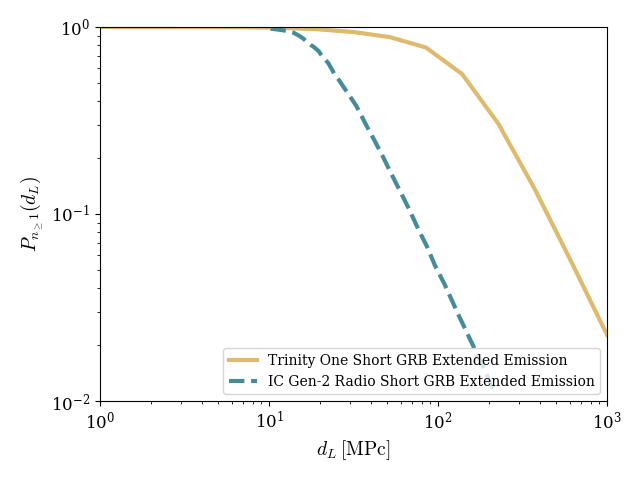 10^0
10^{-1}
10^{-2}
P_{n_{≥ 1}}(d_L)
Trinity One Short GRB Extended Emission
IC Gen-2 Radio Short GRB Extended Emission
10^0 10^1 10^2 10^3
d_L [MPc]